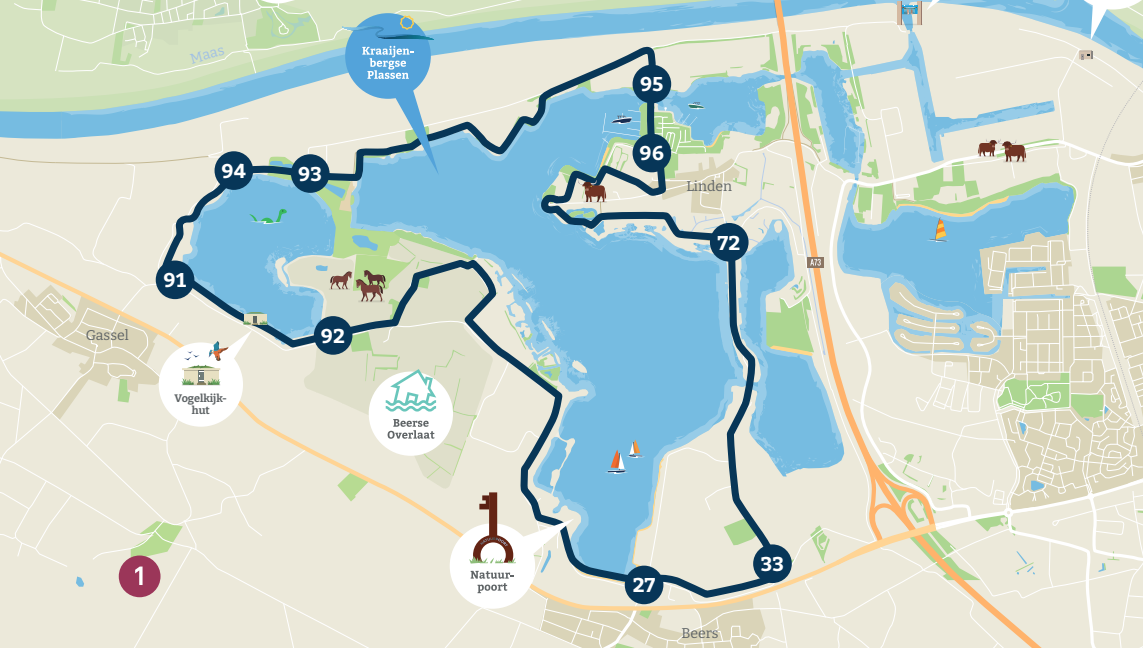 Maas
Kraaijen-
bergse
Plassen
95
96
94
93
Linden
72
A73
91
Gassel
92
Vogelkijk-
hut
Beerse
Overlaat
Natuur-
poort
1
27
33
Beers